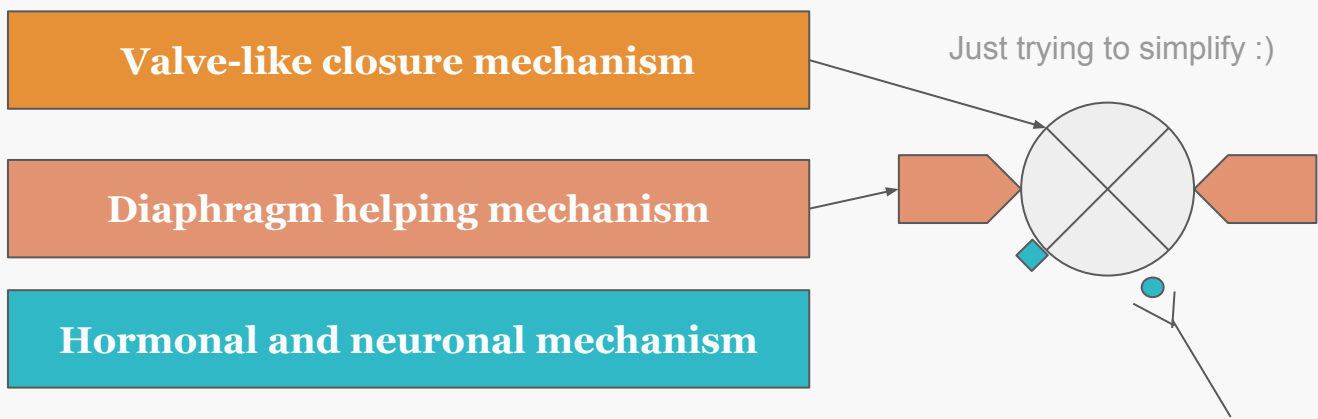 Valve-like closure mechanism
Just trying to simplify :)
Diaphragm helping mechanism
Hormonal and neuronal mechanism